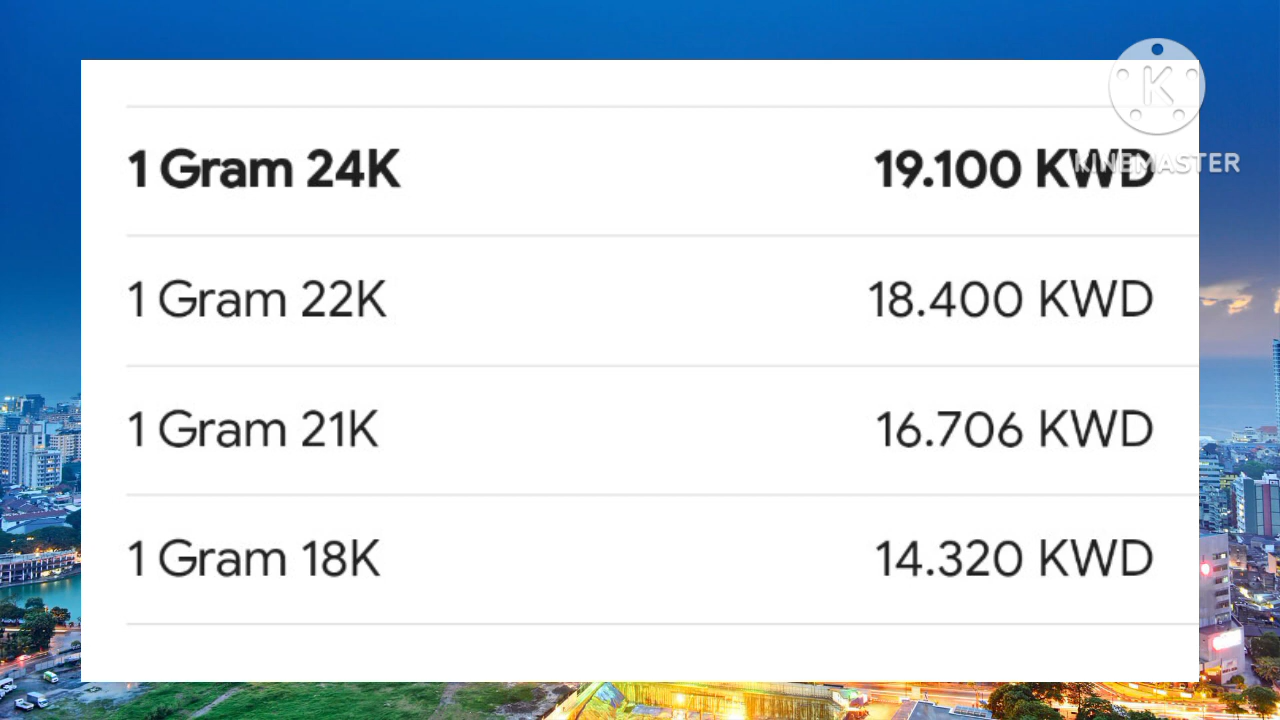 1 Gram 24K 19.100 KWD
KINEMASTER
1 Gram 22K 18.400 KWD
1 Gram 21K 16.706 KWD
1 Gram 18K 14.320 KWD